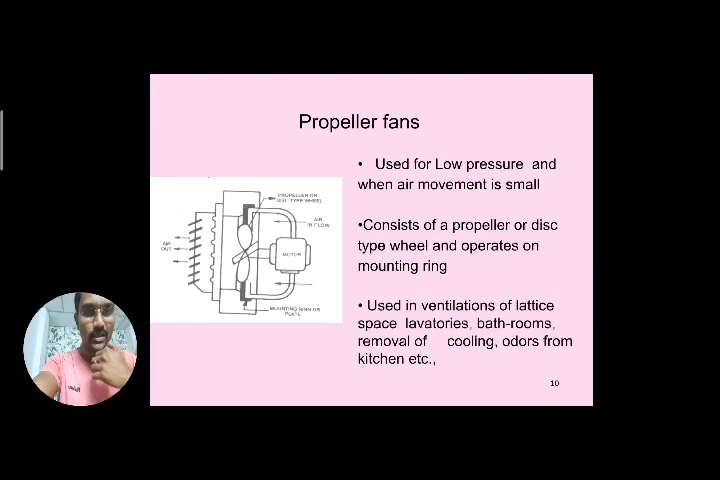 Propeller fans
• Used for Low pressure and
when air movement is small
•Consists of a propeller or disc
type wheel and operates on
mounting ring
• Used in ventilations of lattice
space lavatories, bath-rooms,
removal of cooling, odors from
kitchen etc.,
PROPELLER OR
DISC TYPE WHEEL
AIR
IN FLOW
MOTOR
AIR
OUT
MOUNTING RING OR
PLATE
10